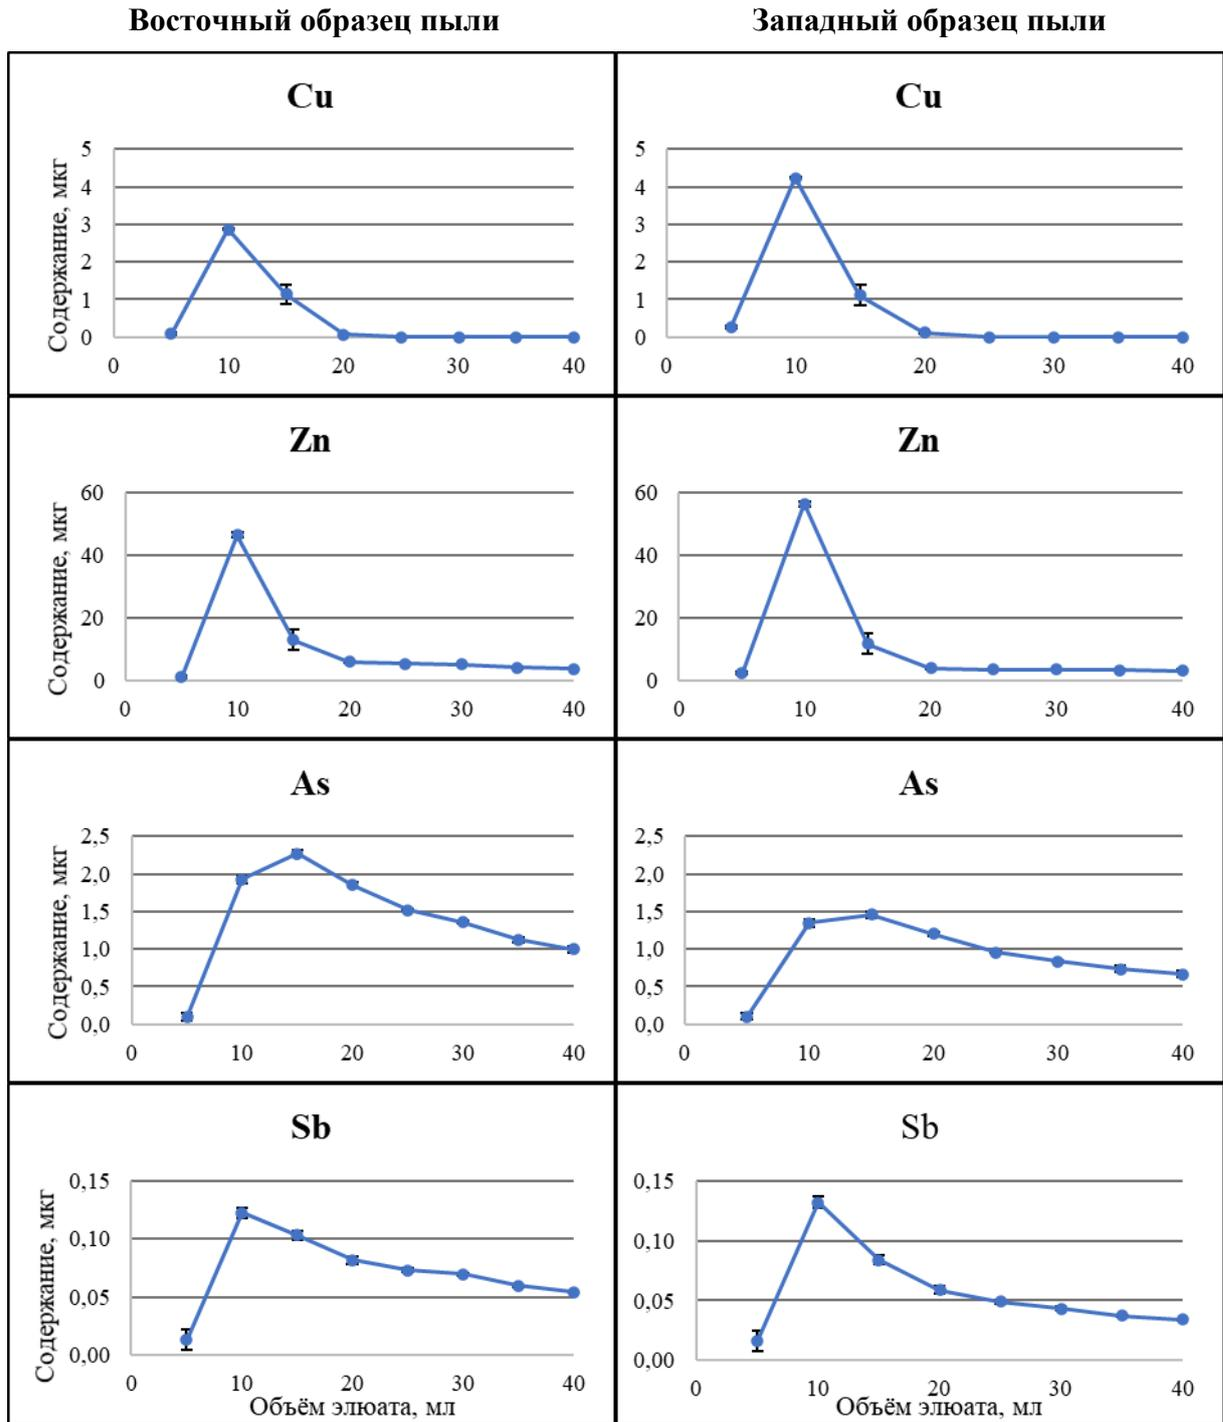 Восточный образец пыли
Западный образец пыли
Cu
Содержание, мкг
5
4
3
2
1
0
0 10 20 30 40
Cu
5
4
3
2
1
0
0 10 20 30 40
Zn
Содержание, мкг
60
40
20
0
0 10 20 30 40
Zn
60
40
20
0
0 10 20 30 40
As
Содержание, мкг
2,5
2,0
1,5
1,0
0,5
0,0
0 10 20 30 40
As
2,5
2,0
1,5
1,0
0,5
0,0
0 10 20 30 40
Sb
Содержание, мкг
0,15
0,10
0,05
0,00
0 10 20 30 40
Объём элюата, мл
Sb
0,15
0,10
0,05
0,00
0 10 20 30 40
Объём элюата, мл